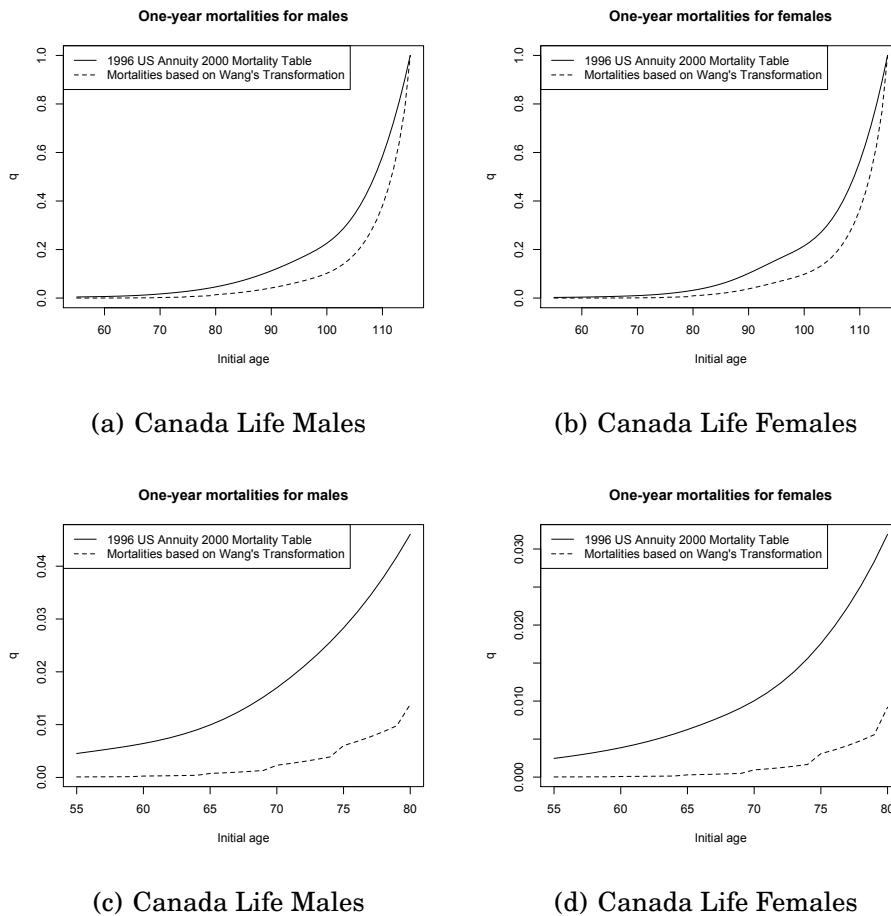 One-year mortalities for males
1996 US Annuity 2000 Mortality Table
Mortalities based on Wang's Transformation
q
0.0 0.2 0.4 0.6 0.8 1.0
60 70 80 90 100 110
Initial age
(a) Canada Life Males
One-year mortalities for females
1996 US Annuity 2000 Mortality Table
Mortalities based on Wang's Transformation
q
0.0 0.2 0.4 0.6 0.8 1.0
60 70 80 90 100 110
Initial age
(b) Canada Life Females
One-year mortalities for males
1996 US Annuity 2000 Mortality Table
Mortalities based on Wang's Transformation
q
0.00 0.01 0.02 0.03 0.04
55 60 65 70 75 80
Initial age
(c) Canada Life Males
One-year mortalities for females
1996 US Annuity 2000 Mortality Table
Mortalities based on Wang's Transformation
q
0.000 0.010 0.020 0.030
55 60 65 70 75 80
Initial age
(d) Canada Life Females